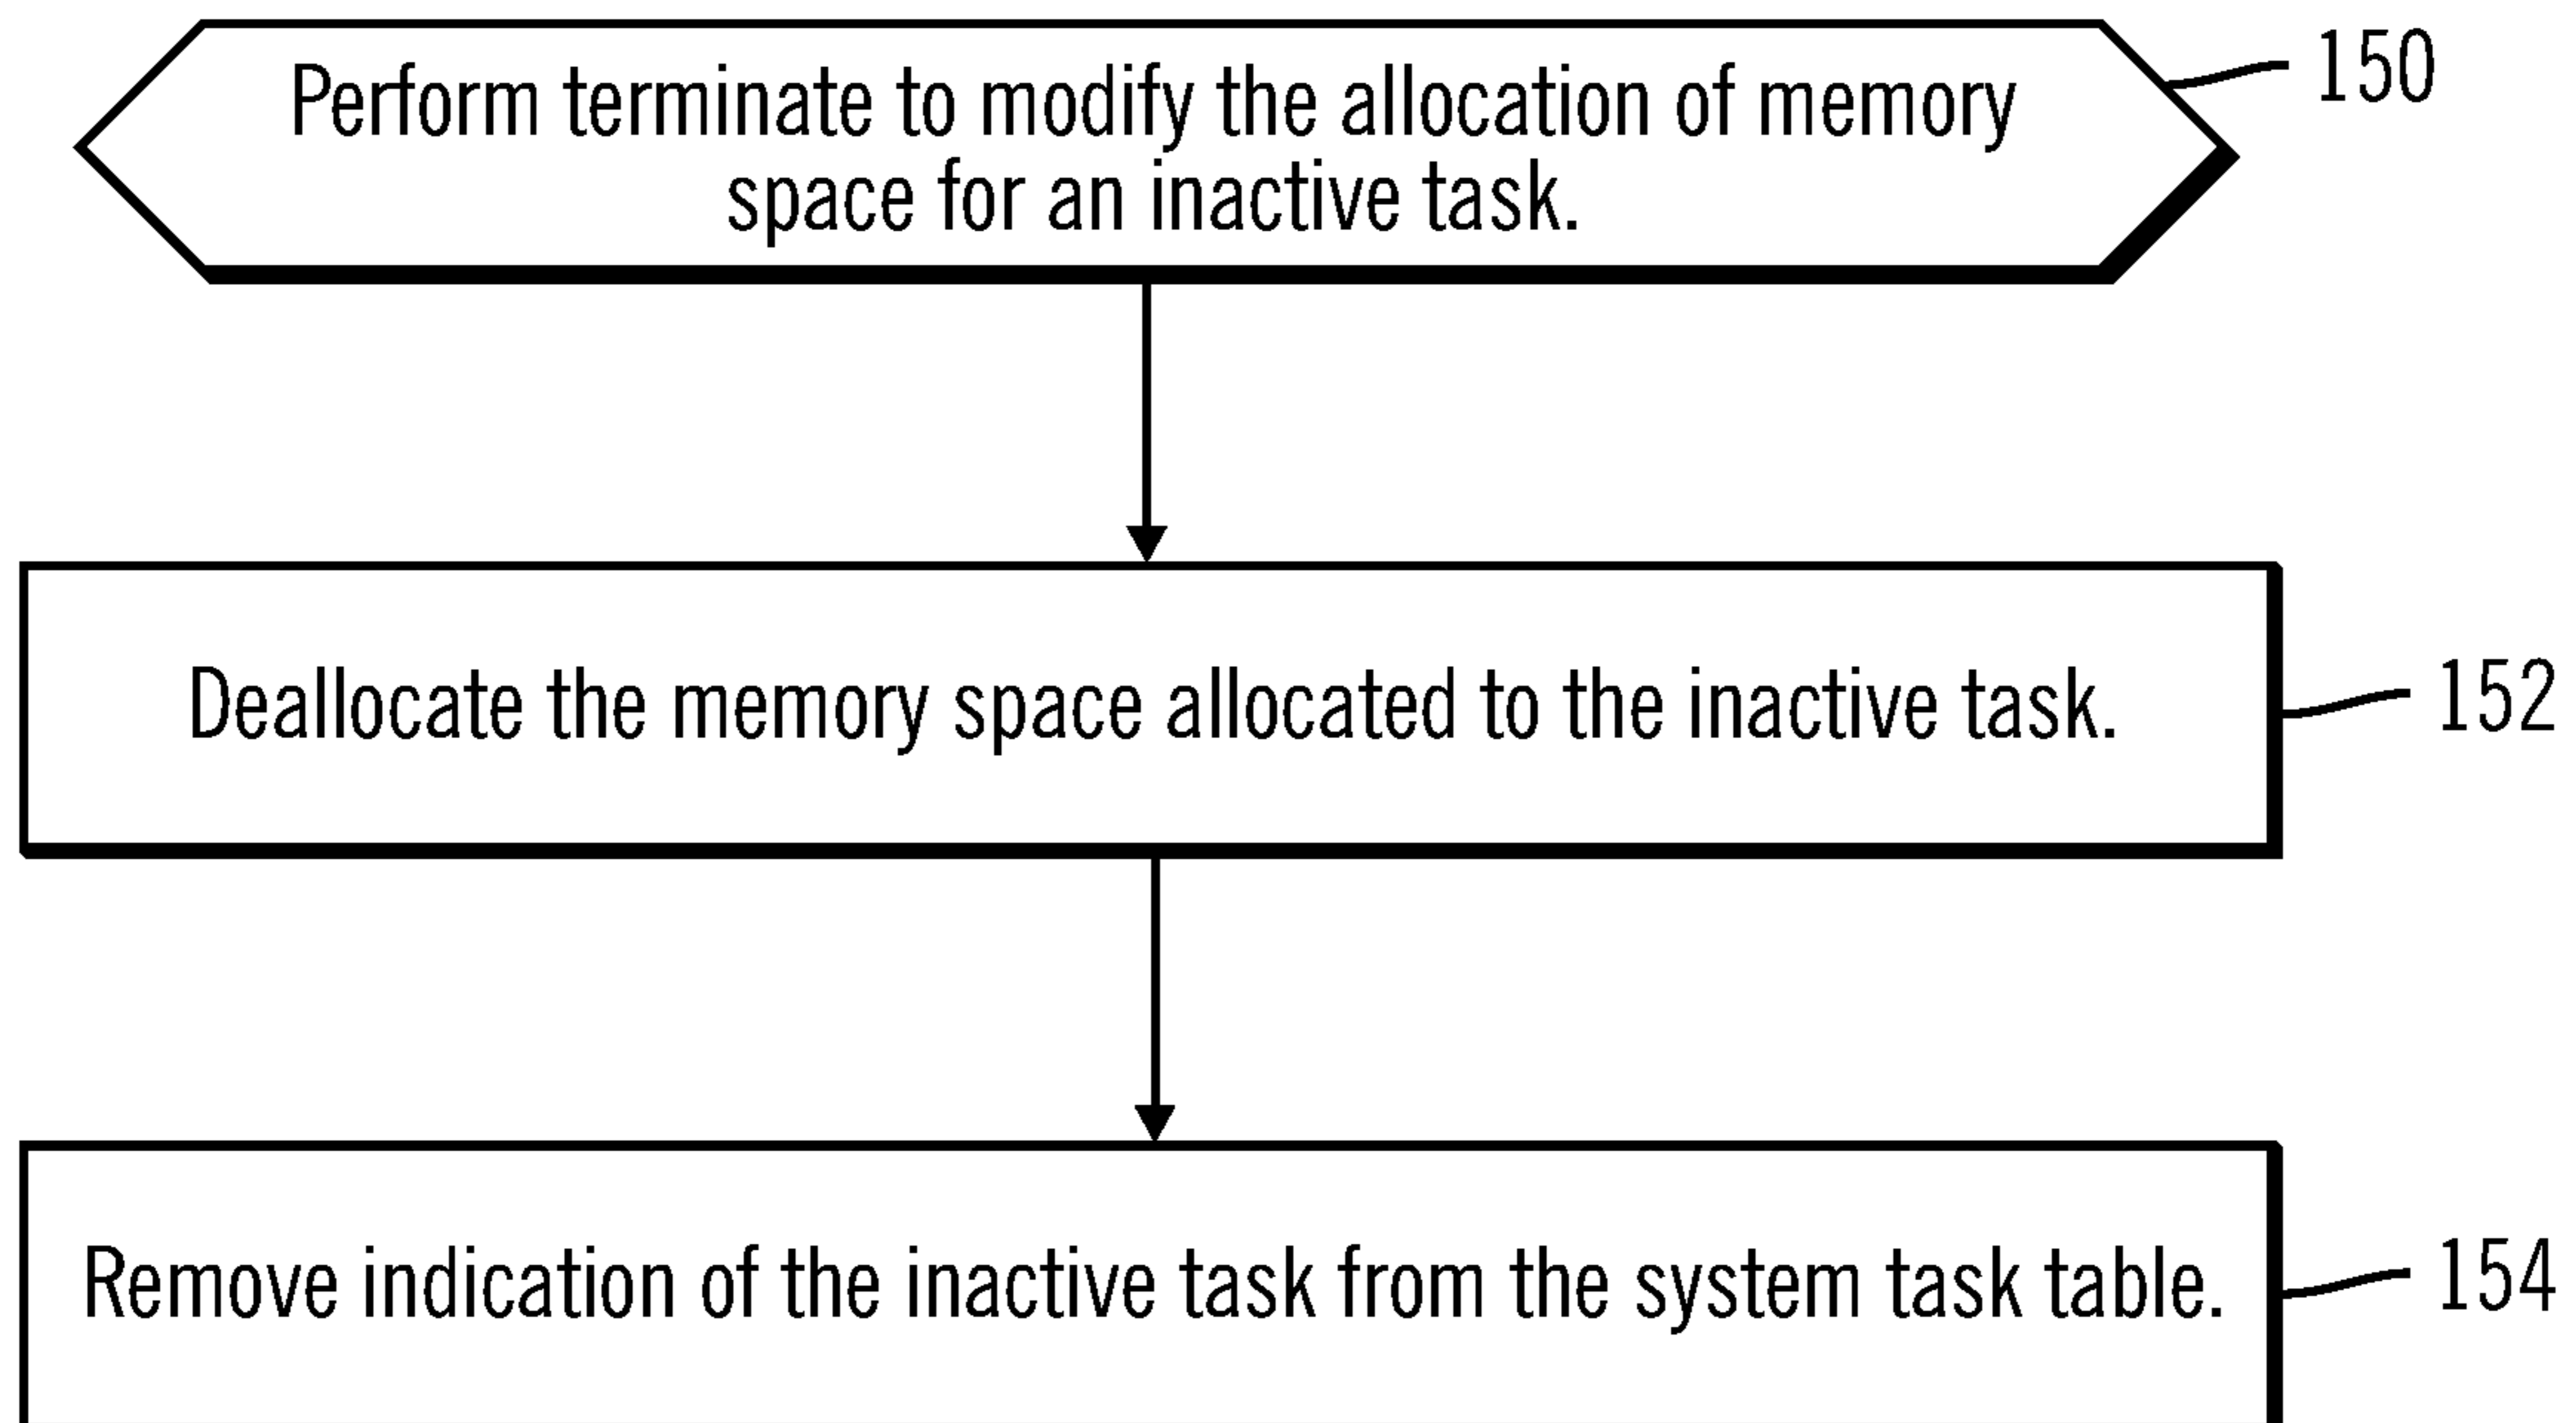 Perform terminate to modify the allocation of memory
space for an inactive task.
150
Deallocate the memory space allocated to the inactive task.
152
Remove indication of the inactive task from the system task table.
154